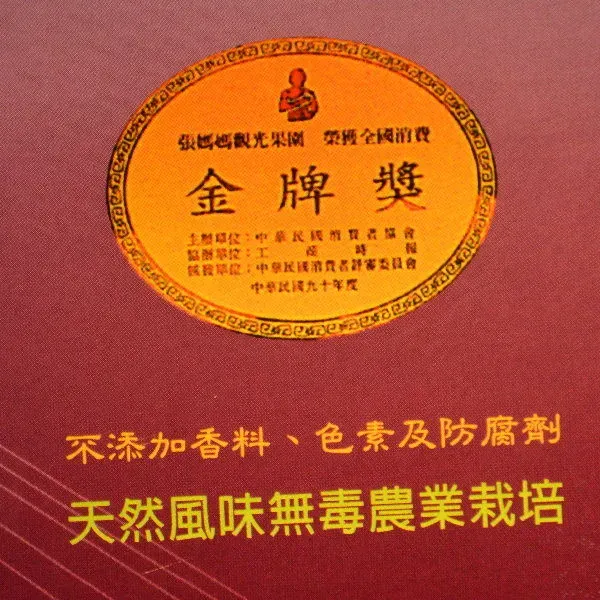 張媽媽觀光果園 榮獲全國消費
金牌獎
主辦單位：中華民國消費者協會
協辦單位：工商時報
評審單位：中華民國消費者評審委員會
中華民國九十年度
不添加香料、色素及防腐劑
天然風味無毒農業栽培